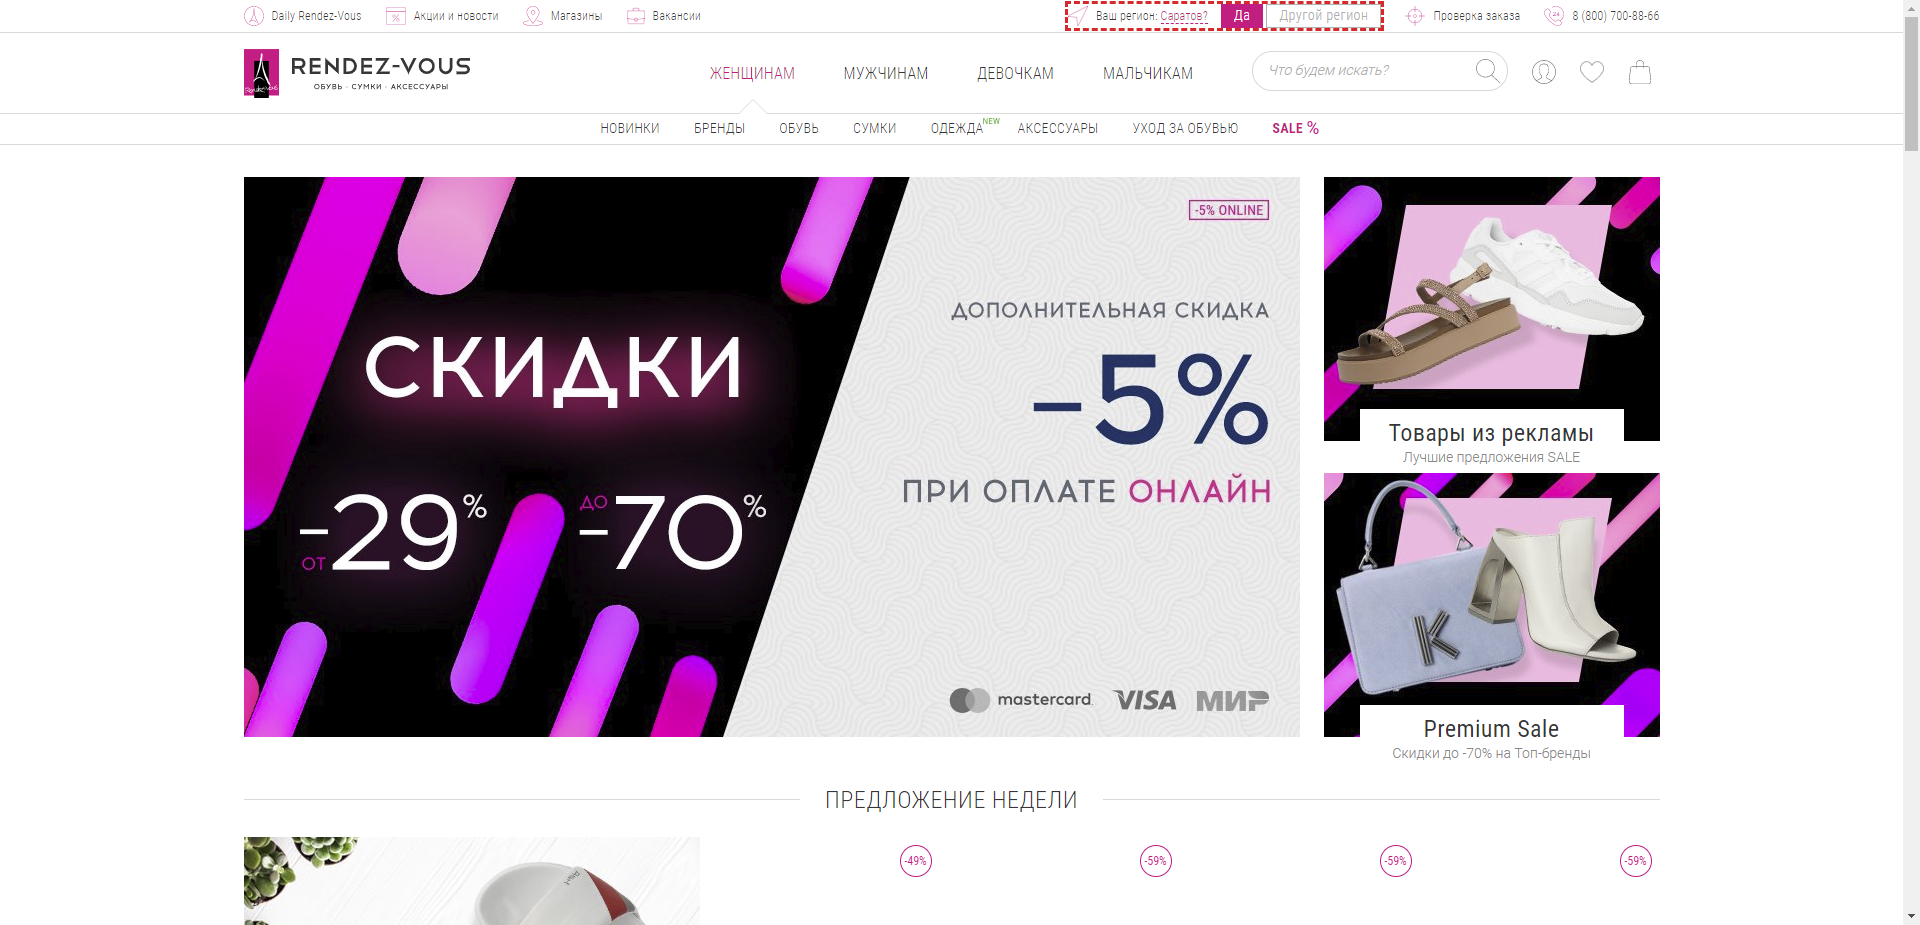 Daily Rendez-Vous
Акции и новости
Магазины
Вакансии
Ваш регион: Саратов?
Да
Другой регион
Проверка заказа
8 (800) 700-88-66
RENDEZ-VOUS
ОБУВЬ · СУМКИ · АКСЕССУАРЫ
ЖЕНЩИНАМ
МУЖЧИНАМ
ДЕВОЧКАМ
МАЛЬЧИКАМ
Что будем искать?
НОВИНКИ
БРЕНДЫ
ОБУВЬ
СУМКИ
ОДЕЖДА NEW
АКСЕССУАРЫ
УХОД ЗА ОБУВЬЮ
SALE %
СКИДКИ
ОТ -29%
ДО -70%
-5% ONLINE
ДОПОЛНИТЕЛЬНАЯ СКИДКА
-5%
ПРИ ОПЛАТЕ ОНЛАЙН
mastercard.
VISA
МИР
Товары из рекламы
Лучшие предложения SALE
K
Premium Sale
Скидки до -70% на Топ-бренды
ПРЕДЛОЖЕНИЕ НЕДЕЛИ
-49%
-59%
-59%
-59%